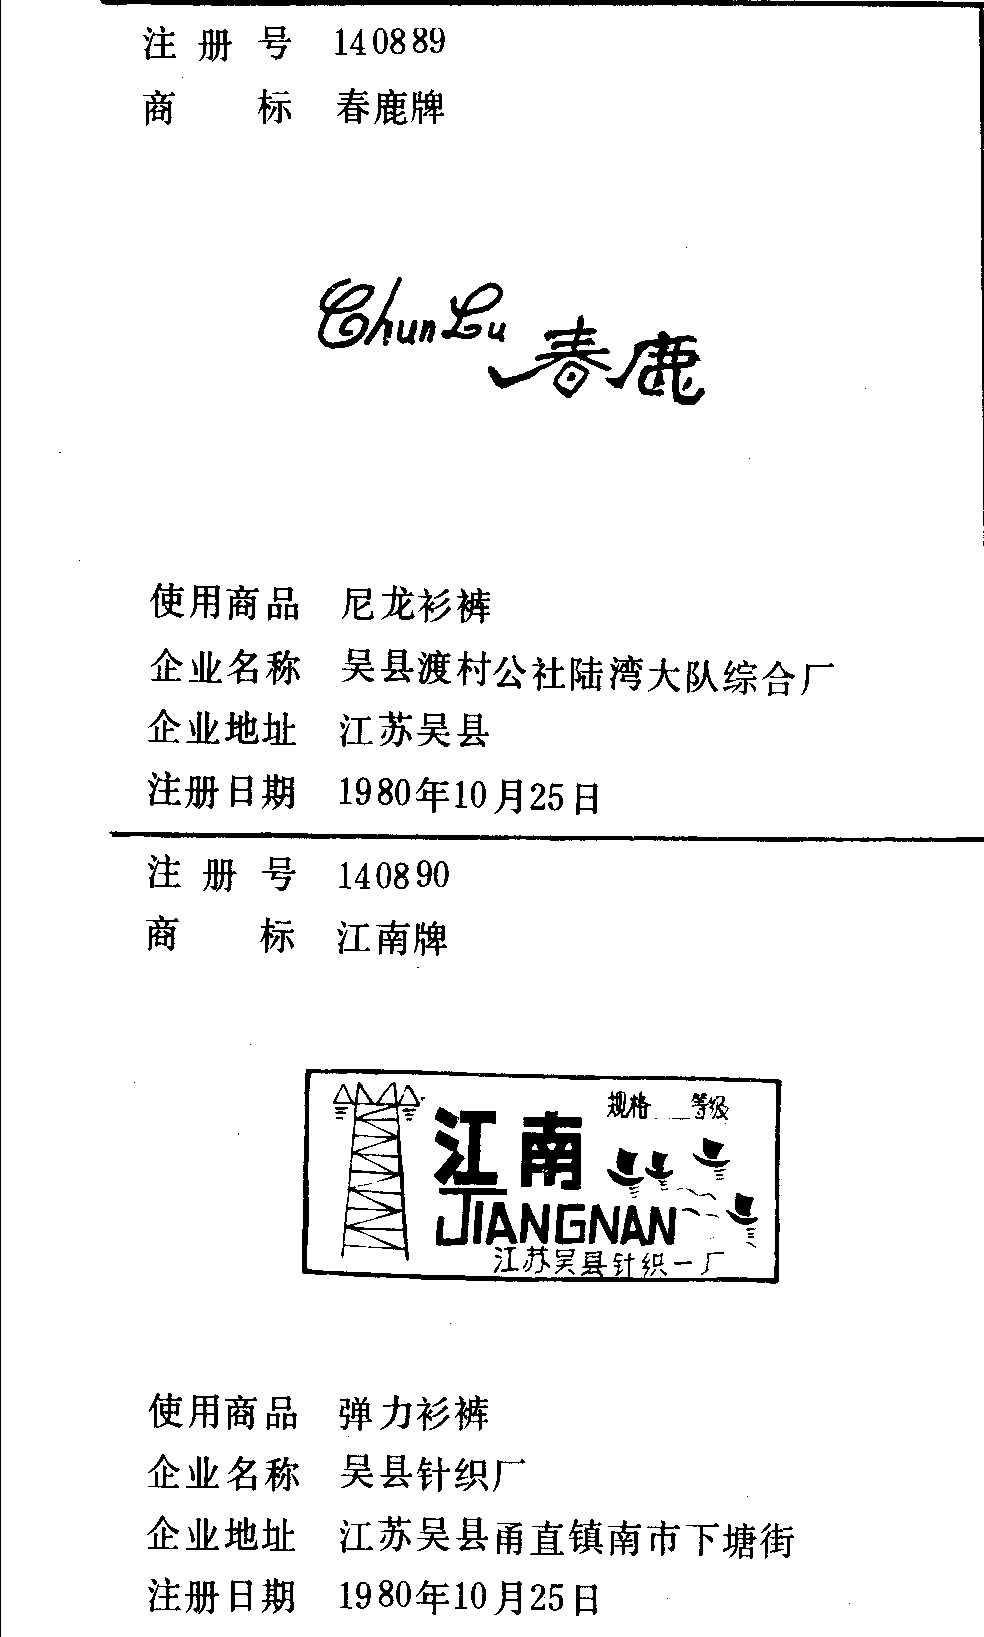 注册号 140889
商标 春鹿牌
ChunLu
春鹿
使用商品 尼龙衫裤
企业名称 吴县渡村公社陆湾大队综合厂
企业地址 江苏吴县
注册日期 1980年10月25日
注册号 140890
商标 江南牌
规格 __等级
江南
JIANGNAN
江苏吴县针织一厂
使用商品 弹力衫裤
企业名称 吴县针织厂
企业地址 江苏吴县甬直镇南市下塘街
注册日期 1980年10月25日